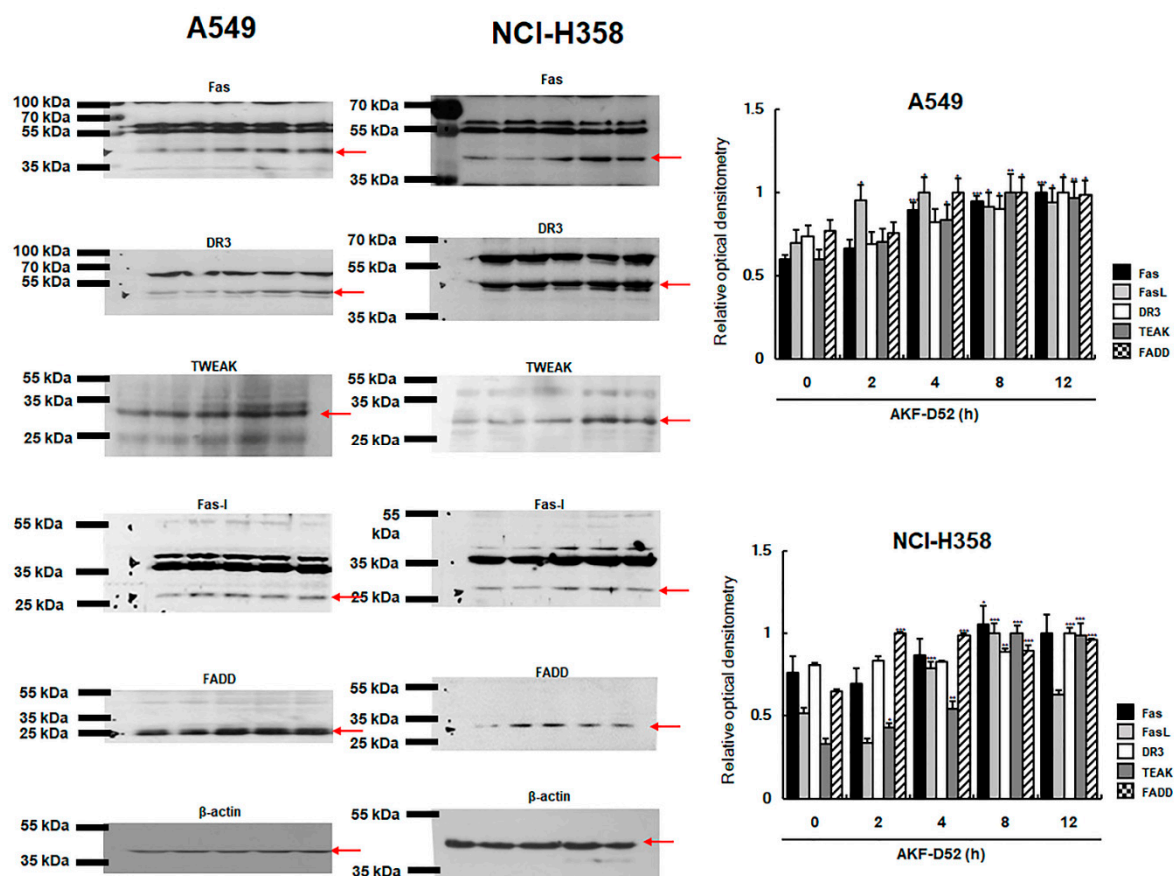 A549
Fas
100 kDa
70 kDa
55 kDa
35 kDa
DR3
100 kDa
70 kDa
55 kDa
TWEAK
55 kDa
35 kDa
25 kDa
Fas-l
55 kDa
35 kDa
25 kDa
FADD
55 kDa
35 kDa
25 kDa
β-actin
55 kDa
35 kDa
NCI-H358
Fas
70 kDa
55 kDa
35 kDa
DR3
70 kDa
55 kDa
35 kDa
TWEAK
55 kDa
35 kDa
25 kDa
Fas-l
55
kDa
35 kDa
25 kDa
FADD
55 kDa
35 kDa
25 kDa
β-actin
55 kDa
35 kDa
A549
Relative optical densitometry
1.5
1
0.5
0
0 2 4 8 12
AKF-D52 (h)
Fas
FasL
DR3
TEAK
FADD
NCI-H358
Relative optical densitometry
1.5
1
0.5
0
0 2 4 8 12
AKF-D52 (h)
Fas
FasL
DR3
TEAK
FADD